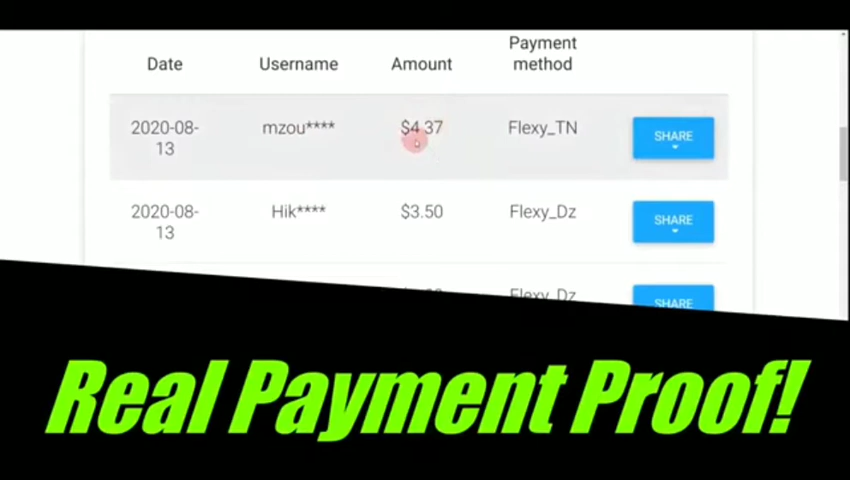 Date Username Amount Payment method
2020-08-13 mzou**** $4.37 Flexy_TN SHARE
2020-08-13 Hik**** $3.50 Flexy_Dz SHARE
Flexy_Dz SHARE
Real Payment Proof!